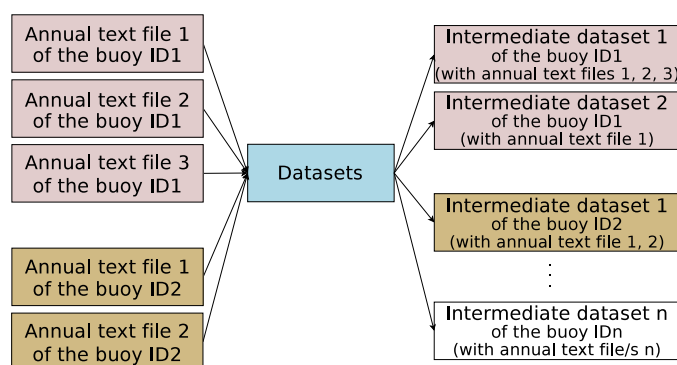 Annual text file 1
of the buoy ID1
Annual text file 2
of the buoy ID1
Annual text file 3
of the buoy ID1
Annual text file 1
of the buoy ID2
Annual text file 2
of the buoy ID2
Datasets
Intermediate dataset 1
of the buoy ID1
(with annual text files 1, 2, 3)
Intermediate dataset 2
of the buoy ID1
(with annual text file 1)
Intermediate dataset 1
of the buoy ID2
(with annual text file 1, 2)
Intermediate dataset n
of the buoy IDn
(with annual text file/s n)